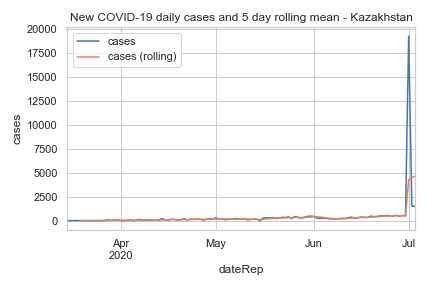 New COVID-19 daily cases and 5 day rolling mean - Kazakhstan
cases
cases (rolling)
20000
17500
15000
12500
10000
7500
5000
2500
0
cases
Apr
2020
May
Jun
Jul
dateRep